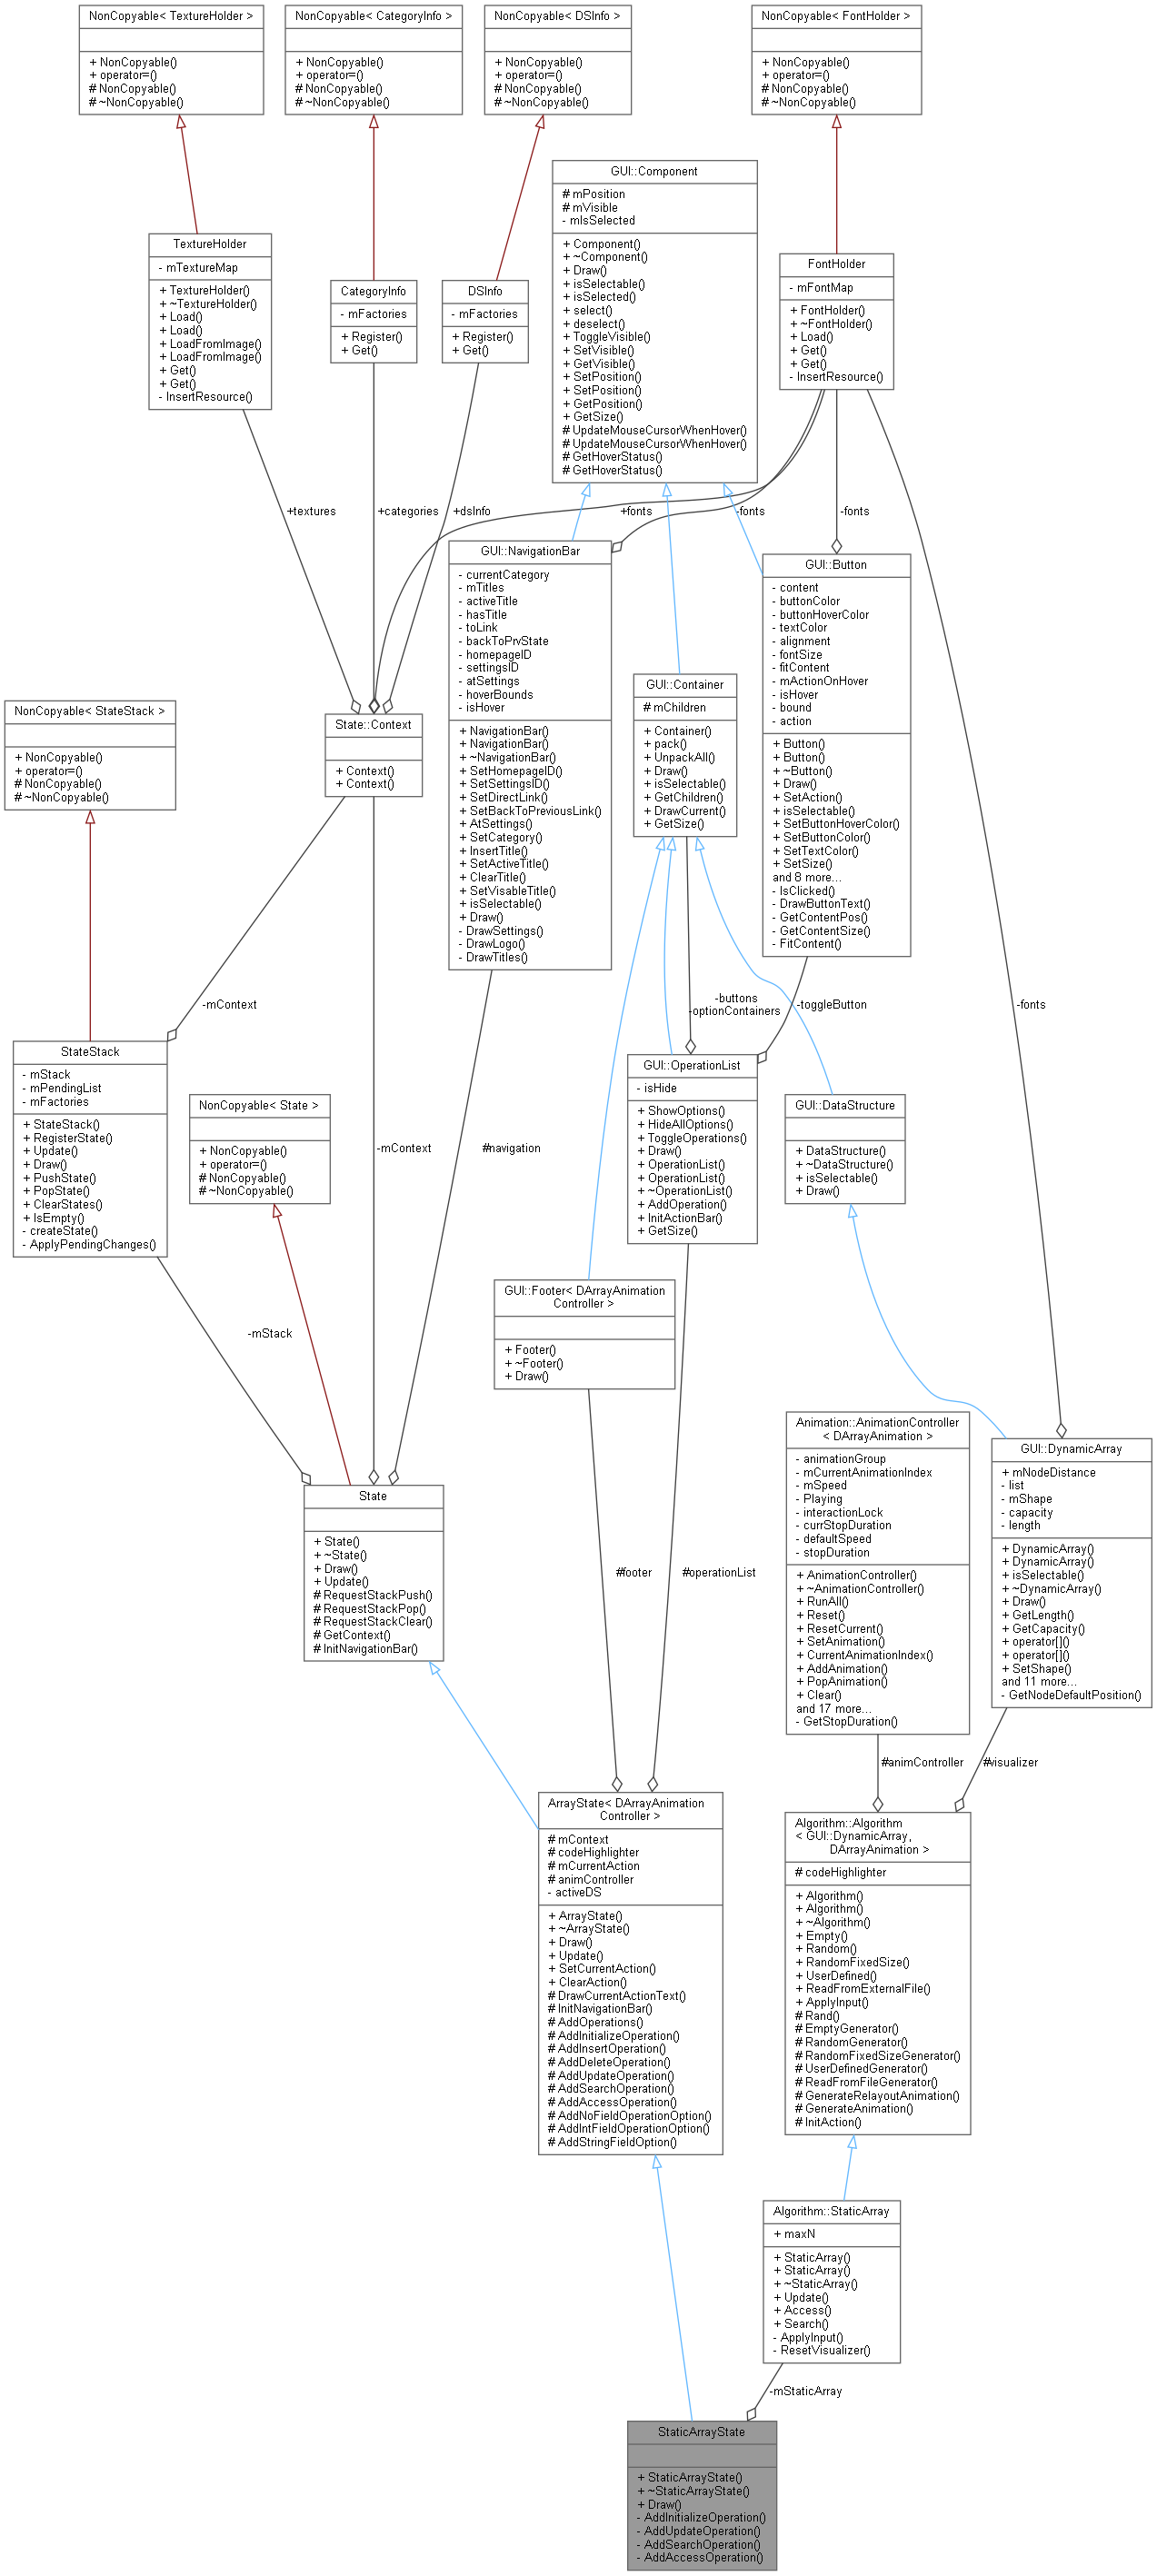 NonCopyable< TextureHolder >
+ NonCopyable()
+ operator=()
# NonCopyable()
# ~NonCopyable()
NonCopyable< CategoryInfo >
+ NonCopyable()
+ operator=()
# NonCopyable()
# ~NonCopyable()
NonCopyable< DSInfo >
+ NonCopyable()
+ operator=()
# NonCopyable()
# ~NonCopyable()
NonCopyable< FontHolder >
+ NonCopyable()
+ operator=()
# NonCopyable()
# ~NonCopyable()
GUI::Component
# mPosition
# mVisible
- mIsSelected
+ Component()
+ ~Component()
+ Draw()
+ isSelectable()
+ isSelected()
+ select()
+ deselect()
+ ToggleVisible()
+ SetVisible()
+ GetVisible()
+ SetPosition()
+ SetPosition()
+ GetPosition()
+ GetSize()
# UpdateMouseCursorWhenHover()
# UpdateMouseCursorWhenHover()
# GetHoverStatus()
# GetHoverStatus()
TextureHolder
- mTextureMap
+ TextureHolder()
+ ~TextureHolder()
+ Load()
+ Load()
+ LoadFromImage()
+ LoadFromImage()
+ Get()
+ Get()
- InsertResource()
CategoryInfo
- mFactories
+ Register()
+ Get()
DSInfo
- mFactories
+ Register()
+ Get()
FontHolder
- mFontMap
+ FontHolder()
+ ~FontHolder()
+ Load()
+ Get()
+ Get()
- InsertResource()
+textures
+categories
+dsInfo
+fonts
-fonts
-fonts
GUI::NavigationBar
- currentCategory
- mTitles
- activeTitle
- hasTitle
- toLink
- backToPrvState
- homepageID
- settingsID
- atSettings
- hoverBounds
- isHover
+ NavigationBar()
+ NavigationBar()
+ ~NavigationBar()
+ SetHomepageID()
+ SetSettingsID()
+ SetDirectLink()
+ SetBackToPreviousLink()
+ AtSettings()
+ SetCategory()
+ InsertTitle()
+ SetActiveTitle()
+ ClearTitle()
+ SetVisableTitle()
+ isSelectable()
+ Draw()
- DrawSettings()
- DrawLogo()
- DrawTitles()
GUI::Button
- content
- buttonColor
- buttonHoverColor
- textColor
- alignment
- fontSize
- fitContent
- mActionOnHover
- isHover
- bound
- action
+ Button()
+ Button()
+ ~Button()
+ Draw()
+ SetAction()
+ isSelectable()
+ SetButtonHoverColor()
+ SetButtonColor()
+ SetTextColor()
+ SetSize()
and 8 more...
- IsClicked()
- DrawButtonText()
- GetContentPos()
- GetContentSize()
- FitContent()
GUI::Container
# mChildren
+ Container()
+ pack()
+ UnpackAll()
+ Draw()
+ isSelectable()
+ GetChildren()
+ DrawCurrent()
+ GetSize()
NonCopyable< StateStack >
+ NonCopyable()
+ operator=()
# NonCopyable()
# ~NonCopyable()
State::Context
+ Context()
+ Context()
-mContext
-buttons
-optionContainers
-toggleButton
-fonts
StateStack
- mStack
- mPendingList
- mFactories
+ StateStack()
+ RegisterState()
+ Update()
+ Draw()
+ PushState()
+ PopState()
+ ClearStates()
+ IsEmpty()
- createState()
- ApplyPendingChanges()
GUI::OperationList
- isHide
+ ShowOptions()
+ HideAllOptions()
+ ToggleOperations()
+ Draw()
+ OperationList()
+ OperationList()
+ ~OperationList()
+ AddOperation()
+ InitActionBar()
+ GetSize()
NonCopyable< State >
+ NonCopyable()
+ operator=()
# NonCopyable()
# ~NonCopyable()
GUI::DataStructure
+ DataStructure()
+ ~DataStructure()
+ isSelectable()
+ Draw()
-mContext
#navigation
GUI::Footer< DArrayAnimation
Controller >
+ Footer()
+ ~Footer()
+ Draw()
-mStack
Animation::AnimationController
< DArrayAnimation >
- animationGroup
- mCurrentAnimationIndex
- mSpeed
- Playing
- interactionLock
- currStopDuration
- defaultSpeed
- stopDuration
+ AnimationController()
+ ~AnimationController()
+ RunAll()
+ Reset()
+ ResetCurrent()
+ SetAnimation()
+ CurrentAnimationIndex()
+ AddAnimation()
+ PopAnimation()
+ Clear()
and 17 more...
- GetStopDuration()
GUI::DynamicArray
+ mNodeDistance
- list
- mShape
- capacity
- length
+ DynamicArray()
+ DynamicArray()
+ isSelectable()
+ ~DynamicArray()
+ Draw()
+ GetLength()
+ GetCapacity()
+ operator[]()
+ operator[]()
+ SetShape()
and 11 more...
- GetNodeDefaultPosition()
State
+ State()
+ ~State()
+ Draw()
+ Update()
# RequestStackPush()
# RequestStackPop()
# RequestStackClear()
# GetContext()
# InitNavigationBar()
#footer
#operationList
#animController
#visualizer
ArrayState< DArrayAnimation
Controller >
# mContext
# codeHighlighter
# mCurrentAction
# animController
- activeDS
+ ArrayState()
+ ~ArrayState()
+ Draw()
+ Update()
+ SetCurrentAction()
+ ClearAction()
# DrawCurrentActionText()
# InitNavigationBar()
# AddOperations()
# AddInitializeOperation()
# AddInsertOperation()
# AddDeleteOperation()
# AddUpdateOperation()
# AddSearchOperation()
# AddAccessOperation()
# AddNoFieldOperationOption()
# AddIntFieldOperationOption()
# AddStringFieldOption()
Algorithm::Algorithm
< GUI::DynamicArray,
DArrayAnimation >
# codeHighlighter
+ Algorithm()
+ Algorithm()
+ ~Algorithm()
+ Empty()
+ Random()
+ RandomFixedSize()
+ UserDefined()
+ ReadFromExternalFile()
+ ApplyInput()
# Rand()
# EmptyGenerator()
# RandomGenerator()
# RandomFixedSizeGenerator()
# UserDefinedGenerator()
# ReadFromFileGenerator()
# GenerateRelayoutAnimation()
# GenerateAnimation()
# InitAction()
Algorithm::StaticArray
+ maxN
+ StaticArray()
+ StaticArray()
+ ~StaticArray()
+ Update()
+ Access()
+ Search()
- ApplyInput()
- ResetVisualizer()
-mStaticArray
StaticArrayState
+ StaticArrayState()
+ ~StaticArrayState()
+ Draw()
- AddInitializeOperation()
- AddUpdateOperation()
- AddSearchOperation()
- AddAccessOperation()